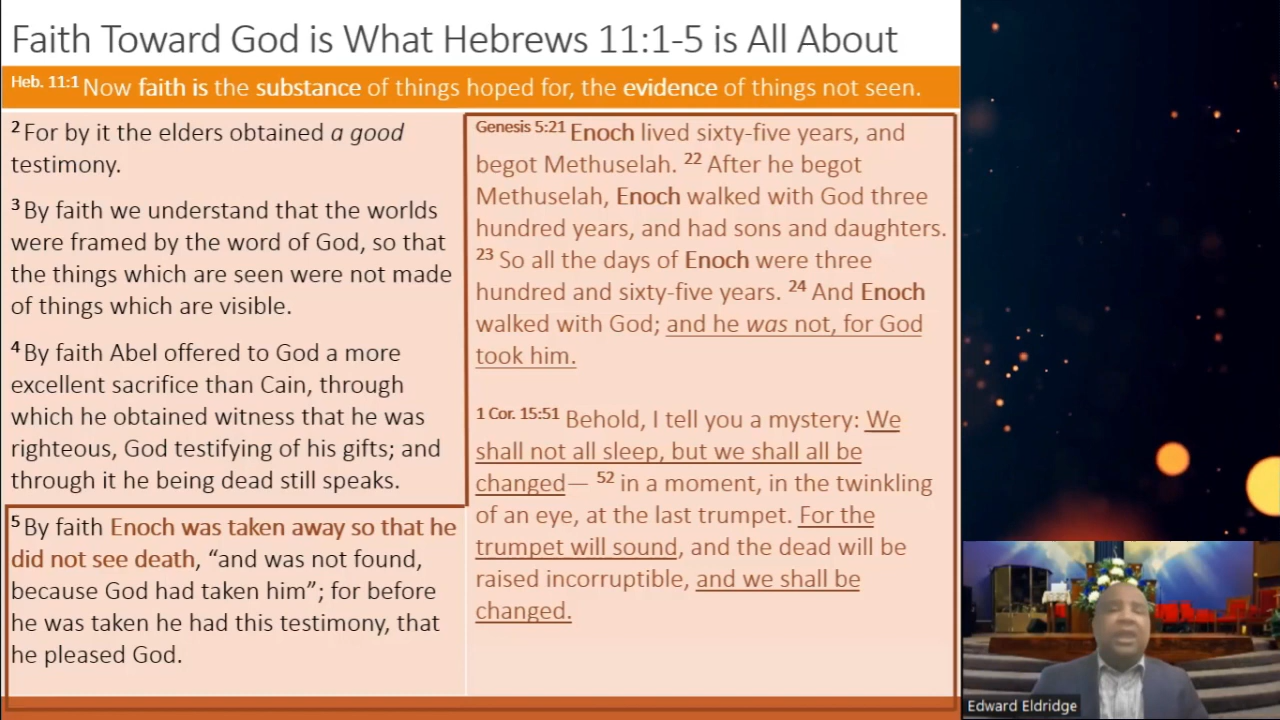 Faith Toward God is What Hebrews 11:1-5 is All About
Heb. 11:1 Now faith is the substance of things hoped for, the evidence of things not seen.
2 For by it the elders obtained a good
testimony.
3 By faith we understand that the worlds
were framed by the word of God, so that
the things which are seen were not made
of things which are visible.
4 By faith Abel offered to God a more
excellent sacrifice than Cain, through
which he obtained witness that he was
righteous, God testifying of his gifts; and
through it he being dead still speaks.
5 By faith Enoch was taken away so that he
did not see death, “and was not found,
because God had taken him”; for before
he was taken he had this testimony, that
he pleased God.
Genesis 5:21 Enoch lived sixty-five years, and
begot Methuselah. 22 After he begot
Methuselah, Enoch walked with God three
hundred years, and had sons and daughters.
23 So all the days of Enoch were three
hundred and sixty-five years. 24 And Enoch
walked with God; and he was not, for God
took him.
1 Cor. 15:51 Behold, I tell you a mystery: We
shall not all sleep, but we shall all be
changed— 52 in a moment, in the twinkling
of an eye, at the last trumpet. For the
trumpet will sound, and the dead will be
raised incorruptible, and we shall be
changed.
Edward Eldridge